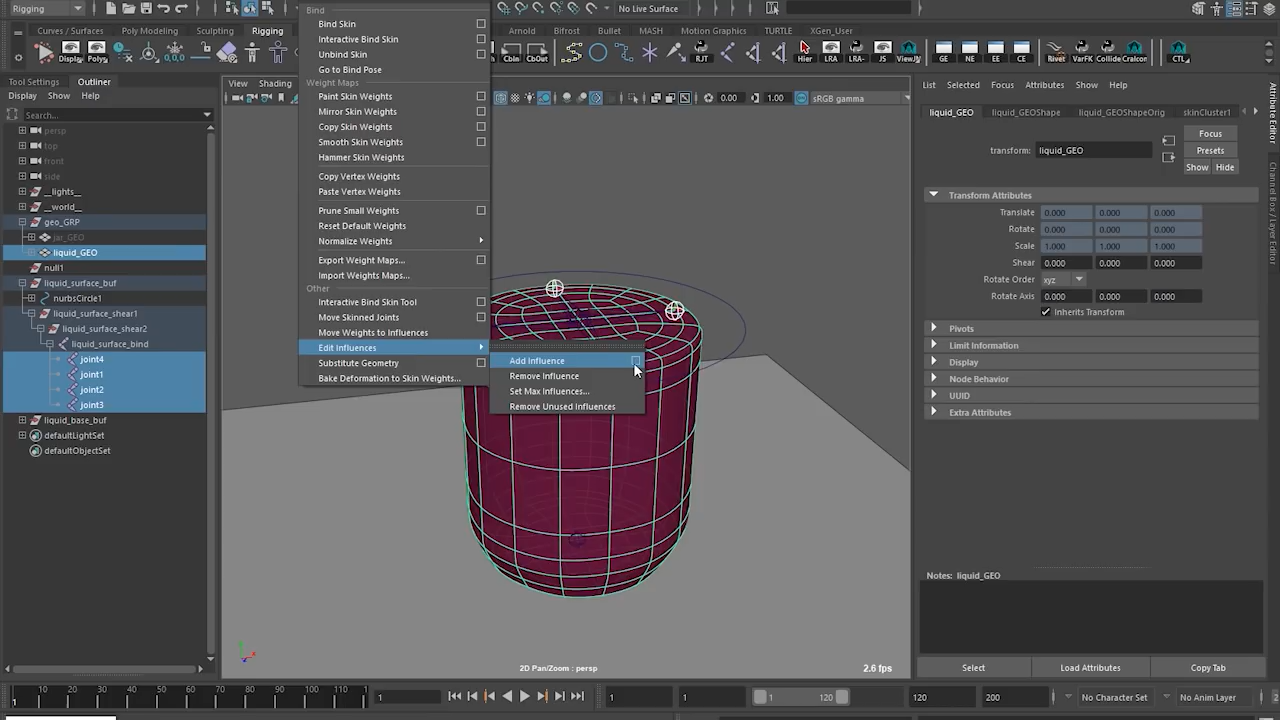 Rigging
No Live Surface
Curves / Surfaces
Poly Modeling
Sculpting
Rigging
Arnold
Bifrost
Bullet
MASH
Motion Graphics
TURTLE
XGen_User
Display
Display
CbIn
CbOut
RJT
Hier
LRA
LRA-
JS
ViewJ
GE
NE
EE
CE
Rivet
VarFK
Collide
Cralcon
CTL
Tool Settings
Outliner
Display
Show
Help
Search...
persp
top
front
side
__lights_
__world_
geo_GRP
jar_GEO
liquid_GEO
null1
liquid_surface_buf
nurbsCircle1
liquid_surface_shear1
liquid_surface_shear2
liquid_surface_bind
joint4
joint1
joint2
joint3
liquid_base_buf
defaultLightSet
defaultObjectSet
Bind
Bind Skin
Interactive Bind Skin
Unbind Skin
Go to Bind Pose
Weight Maps
Paint Skin Weights
Mirror Skin Weights
Copy Skin Weights
Smooth Skin Weights
Hammer Skin Weights
Copy Vertex Weights
Paste Vertex Weights
Prune Small Weights
Reset Default Weights
Normalize Weights
Export Weight Maps...
Import Weights Maps...
Other
Interactive Bind Skin Tool
Move Skinned Joints
Move Weights to Influences
Edit Influences
Substitute Geometry
Bake Deformation to Skin Weights...
Add Influence
Remove Influence
Set Max Influences...
Remove Unused Influences
View
Shading
0.00
1.00
sRGB gamma
2D Pan/Zoom : persp
2.6 fps
List
Selected
Focus
Attributes
Show
Help
liquid_GEO
liquid_GEOShape
liquid_GEOShapeOrig
skinCluster1
transform:
liquid_GEO
Focus
Presets
Show
Hide
Transform Attributes
Translate 0.000 0.000 0.000
Rotate 0.000 0.000 0.000
Scale 1.000 1.000 1.000
Shear 0.000 0.000 0.000
Rotate Order xyz
Rotate Axis 0.000 0.000 0.000
Inherits Transform
Pivots
Limit Information
Display
Node Behavior
UUID
Extra Attributes
Notes: liquid_GEO
Select
Load Attributes
Copy Tab
Attribute Editor
Channel Box / Layer Editor
10 20 30 40 50 60 70 80 90 100 110
1
1
1
1
120
120
200
No Character Set
No Anim Layer